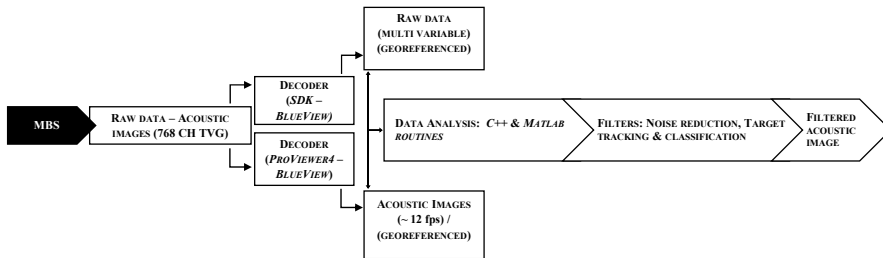 MBS
RAW DATA – ACOUSTIC
IMAGES (768 CH TVG)
DECODER
(SDK –
BLUEVIEW)
DECODER
(PROVIEWER4 –
BLUEVIEW)
RAW DATA
(MULTI VARIABLE)
(GEOREFERENCED)
ACOUSTIC IMAGES
(~ 12 fps) /
(GEOREFERENCED)
DATA ANALYSIS: C++ & MATLAB
ROUTINES
FILTERS: NOISE REDUCTION, TARGET
TRACKING & CLASSIFICATION
FILTERED
ACOUSTIC
IMAGE